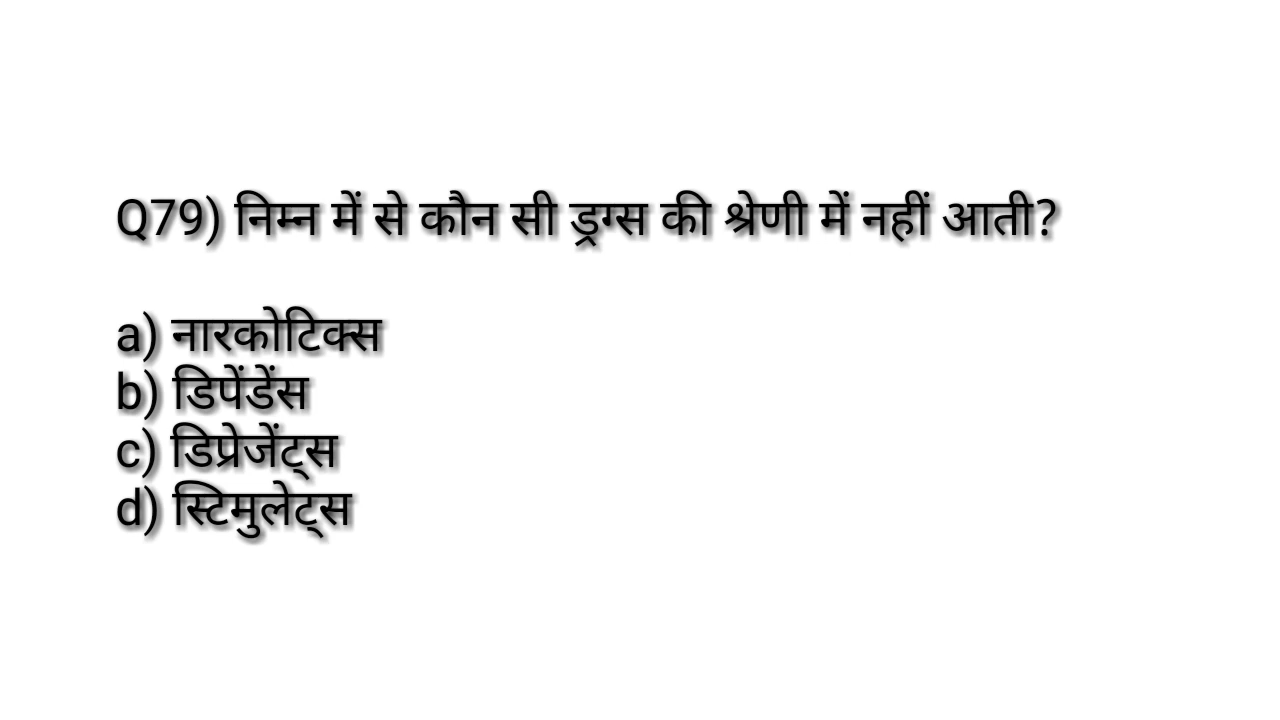 Q79) निम्न में से कौन सी ड्रग्स की श्रेणी में नहीं आती?
a) नारकोटिक्स
b) डिपेंडेंस
c) डिप्रेजेंट्स
d) स्टिमुलेट्स